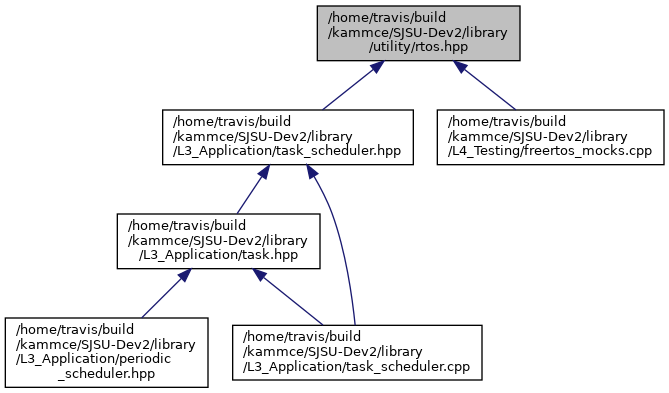 /home/travis/build
/kammce/SJSU-Dev2/library
/utility/rtos.hpp
/home/travis/build
/kammce/SJSU-Dev2/library
/L3_Application/task_scheduler.hpp
/home/travis/build
/kammce/SJSU-Dev2/library
/L4_Testing/freertos_mocks.cpp
/home/travis/build
/kammce/SJSU-Dev2/library
/L3_Application/task.hpp
/home/travis/build
/kammce/SJSU-Dev2/library
/L3_Application/periodic
_scheduler.hpp
/home/travis/build
/kammce/SJSU-Dev2/library
/L3_Application/task_scheduler.cpp